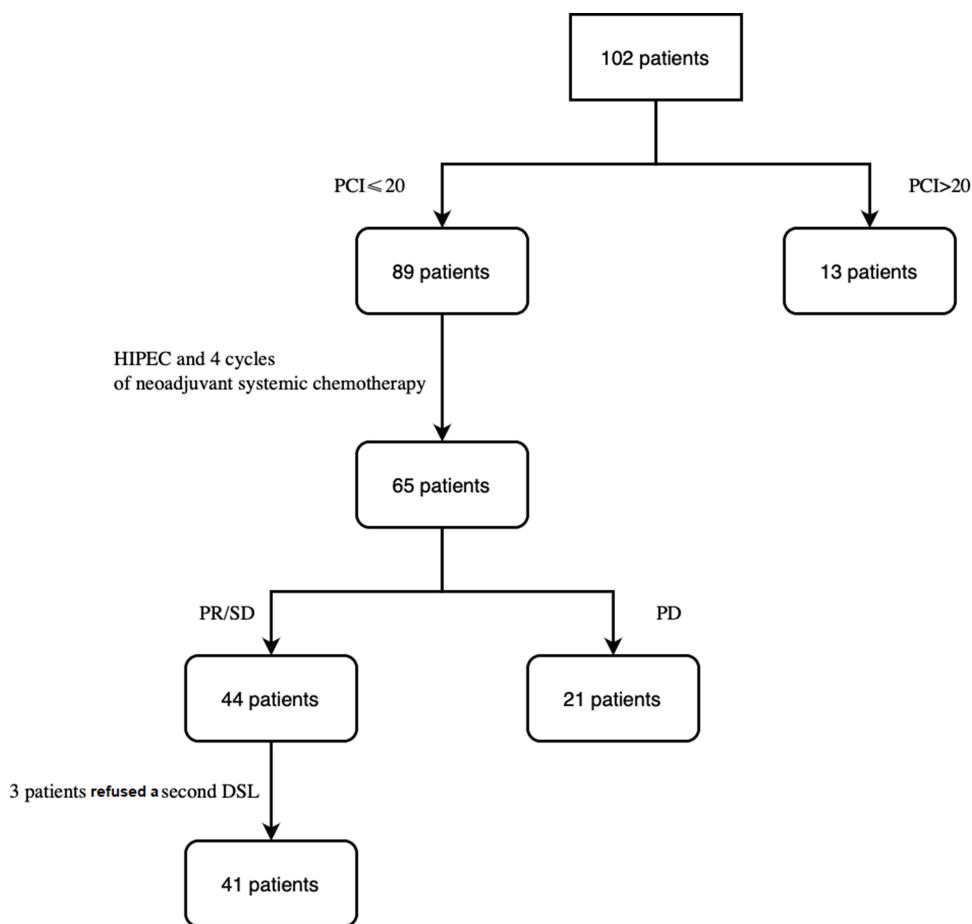 102 patients
PCI⩽20
PCI>20
89 patients
13 patients
HIPEC and 4 cycles
of neoadjuvant systemic chemotherapy
65 patients
PR/SD
PD
44 patients
21 patients
3 patients refused a second DSL
41 patients